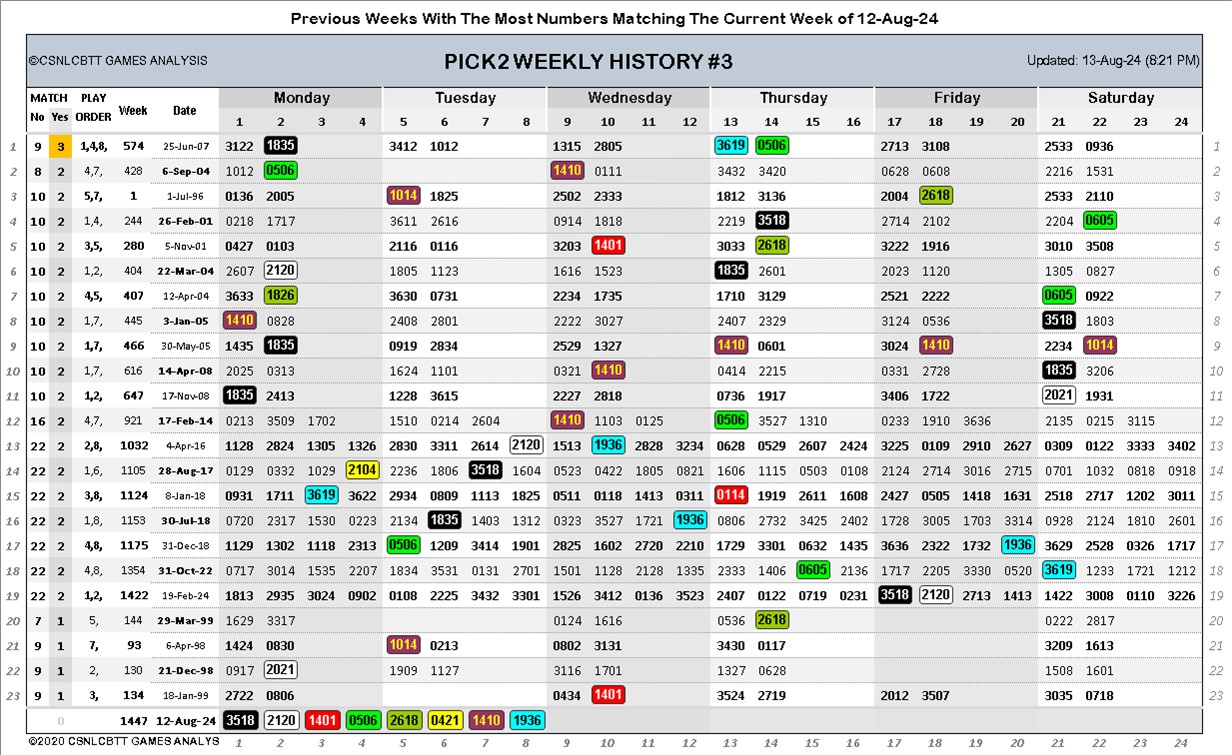 Previous Weeks With The Most Numbers Matching The Current Week of 12-Aug-24
©CSNLCBTT GAMES ANALYSIS PICK2 WEEKLY HISTORY #3 Updated: 13-Aug-24 (8:21 PM)
MATCH PLAY Week Date Monday Tuesday Wednesday Thursday Friday Saturday
No Yes ORDER 1 2 3 4 5 6 7 8 9 10 11 12 13 14 15 16 17 18 19 20 21 22 23 24
1 9 3 1,4,8, 574 25-Jun-07 3122 1835 3412 1012 1315 2805 3619 0506 2713 3108 2533 0936 1
2 8 2 4,7, 428 6-Sep-04 1012 0506 1410 0111 3432 3420 0628 0608 2216 1531 2
3 10 2 5,7, 1 1-Jul-96 0136 2005 1014 1825 2502 2333 1812 3136 2004 2618 2533 2110 3
4 10 2 1,4, 244 26-Feb-01 0218 1717 3611 2616 0914 1818 2219 3518 2714 2102 2204 0605 4
5 10 2 3,5, 280 5-Nov-01 0427 0103 2116 0116 3203 1401 3033 2618 3222 1916 3010 3508 5
6 10 2 1,2, 404 22-Mar-04 2607 2120 1805 1123 1616 1523 1835 2601 2023 1120 1305 0827 6
7 10 2 4,5, 407 12-Apr-04 3633 1826 3630 0731 2234 1735 1710 3129 2521 2222 0605 0922 7
8 10 2 1,7, 445 3-Jan-05 1410 0828 2408 2801 2222 3027 2407 2329 3124 0536 3518 1803 8
9 10 2 1,7, 466 30-May-05 1435 1835 0919 2834 2529 1327 1410 0601 3024 1410 2234 1014 9
10 10 2 1,7, 616 14-Apr-08 2025 0313 1624 1101 0321 1410 0414 2215 0331 2728 1835 3206 10
11 10 2 1,2, 647 17-Nov-08 1835 2413 1228 3615 2227 2818 0736 1917 3406 1722 2021 1931 11
12 16 2 4,7, 921 17-Feb-14 0213 3509 1702 1510 0214 2604 1410 1103 0125 0506 3527 1310 0233 1910 3636 2135 0215 3115 12
13 22 2 2,8, 1032 4-Apr-16 1128 2824 1305 1326 2830 3311 2614 2120 1513 1936 2828 3234 0628 0529 2607 2424 3225 0109 2910 2627 0309 0122 3333 3402 13
14 22 2 1,6, 1105 28-Aug-17 0129 0332 1029 2104 2236 1806 3518 1604 0523 0422 1805 0821 1606 1115 0503 0108 2124 2714 3016 2715 0701 1032 0818 0918 14
15 22 2 3,8, 1124 8-Jan-18 0931 1711 3619 3622 2934 0809 1113 1825 0511 0118 1413 0311 0114 1919 2611 1608 2427 0505 1418 1631 2518 2717 1202 3011 15
16 22 2 1,8, 1153 30-Jul-18 0720 2317 1530 0223 2134 1835 1403 1312 0323 3527 1721 1936 0806 2732 3425 2402 1728 3005 1703 3314 0928 2124 1810 2601 16
17 22 2 4,8, 1175 31-Dec-18 1129 1302 1118 2313 0506 1209 3414 1901 2825 1602 2720 2210 1729 3301 0632 1435 3636 2322 1732 1936 3629 2528 0326 1717 17
18 22 2 4,8, 1354 31-Oct-22 0717 3014 1535 2207 1834 3531 0131 2701 1501 1128 2128 1335 2333 1406 0605 2136 1717 2205 3330 0520 3619 1233 1721 1212 18
19 22 2 1,2, 1422 19-Feb-24 1813 2935 3024 0902 0108 2225 3432 3301 1526 3412 0136 3523 2407 0122 0719 0231 3518 2120 2713 1413 1422 3008 0110 3226 19
20 7 1 5, 144 29-Mar-99 1629 3317 0124 1616 0536 2618 0222 2817 20
21 9 1 7, 93 6-Apr-98 1424 0830 1014 0213 0802 3131 3430 0117 3209 1613 21
22 9 1 2, 130 21-Dec-98 0917 2021 1909 1127 3116 1701 1327 0628 1508 1601 22
23 9 1 3, 134 18-Jan-99 2722 0806 0434 1401 3524 2719 2012 3507 3035 0718 23
0 1447 12-Aug-24 3518 2120 1401 0506 2618 0421 1410 1936
©2020 CSNLCBTT GAMES ANALYS 1 2 3 4 5 6 7 8 9 10 11 12 13 14 15 16 17 18 19 20 21 22 23 24